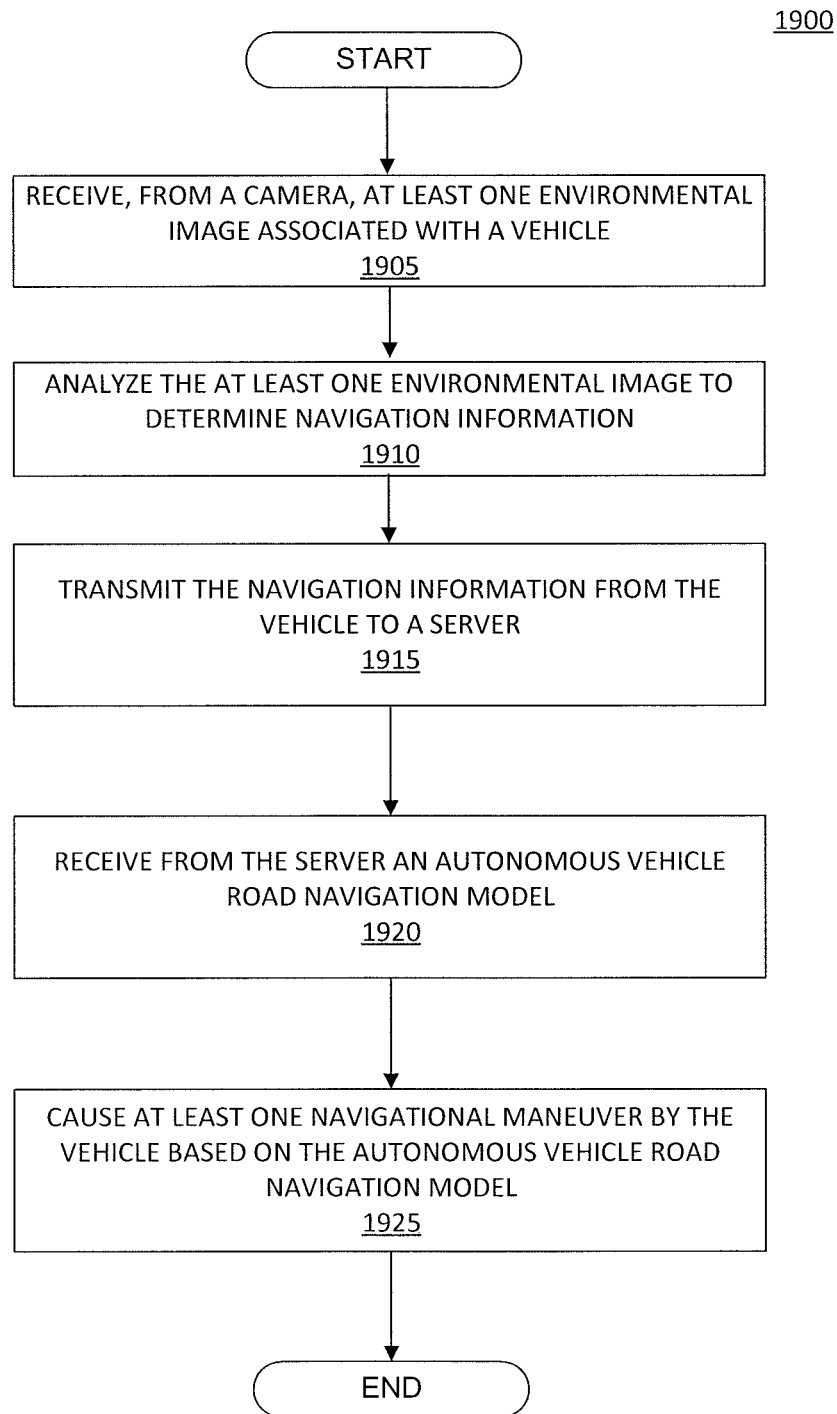 1900
START
RECEIVE, FROM A CAMERA, AT LEAST ONE ENVIRONMENTAL
IMAGE ASSOCIATED WITH A VEHICLE
1905
ANALYZE THE AT LEAST ONE ENVIRONMENTAL IMAGE TO
DETERMINE NAVIGATION INFORMATION
1910
TRANSMIT THE NAVIGATION INFORMATION FROM THE
VEHICLE TO A SERVER
1915
RECEIVE FROM THE SERVER AN AUTONOMOUS VEHICLE
ROAD NAVIGATION MODEL
1920
CAUSE AT LEAST ONE NAVIGATIONAL MANEUVER BY THE
VEHICLE BASED ON THE AUTONOMOUS VEHICLE ROAD
NAVIGATION MODEL
1925
END